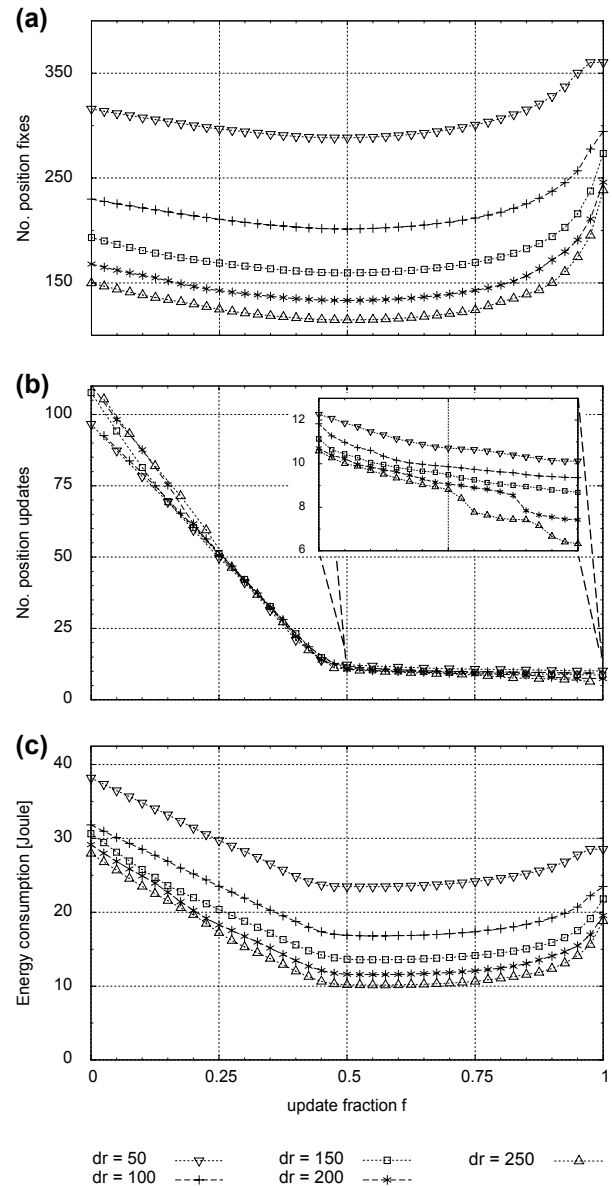 (a)
350
250
150
No. position fixes
(b)
100
75
50
25
0
No. position updates
12
10
8
6
(c)
40
30
20
10
0
Energy consumption [Joule]
0 0.25 0.5 0.75 1
update fraction f
dr = 50 dr = 150 dr = 250
dr = 100 dr = 200